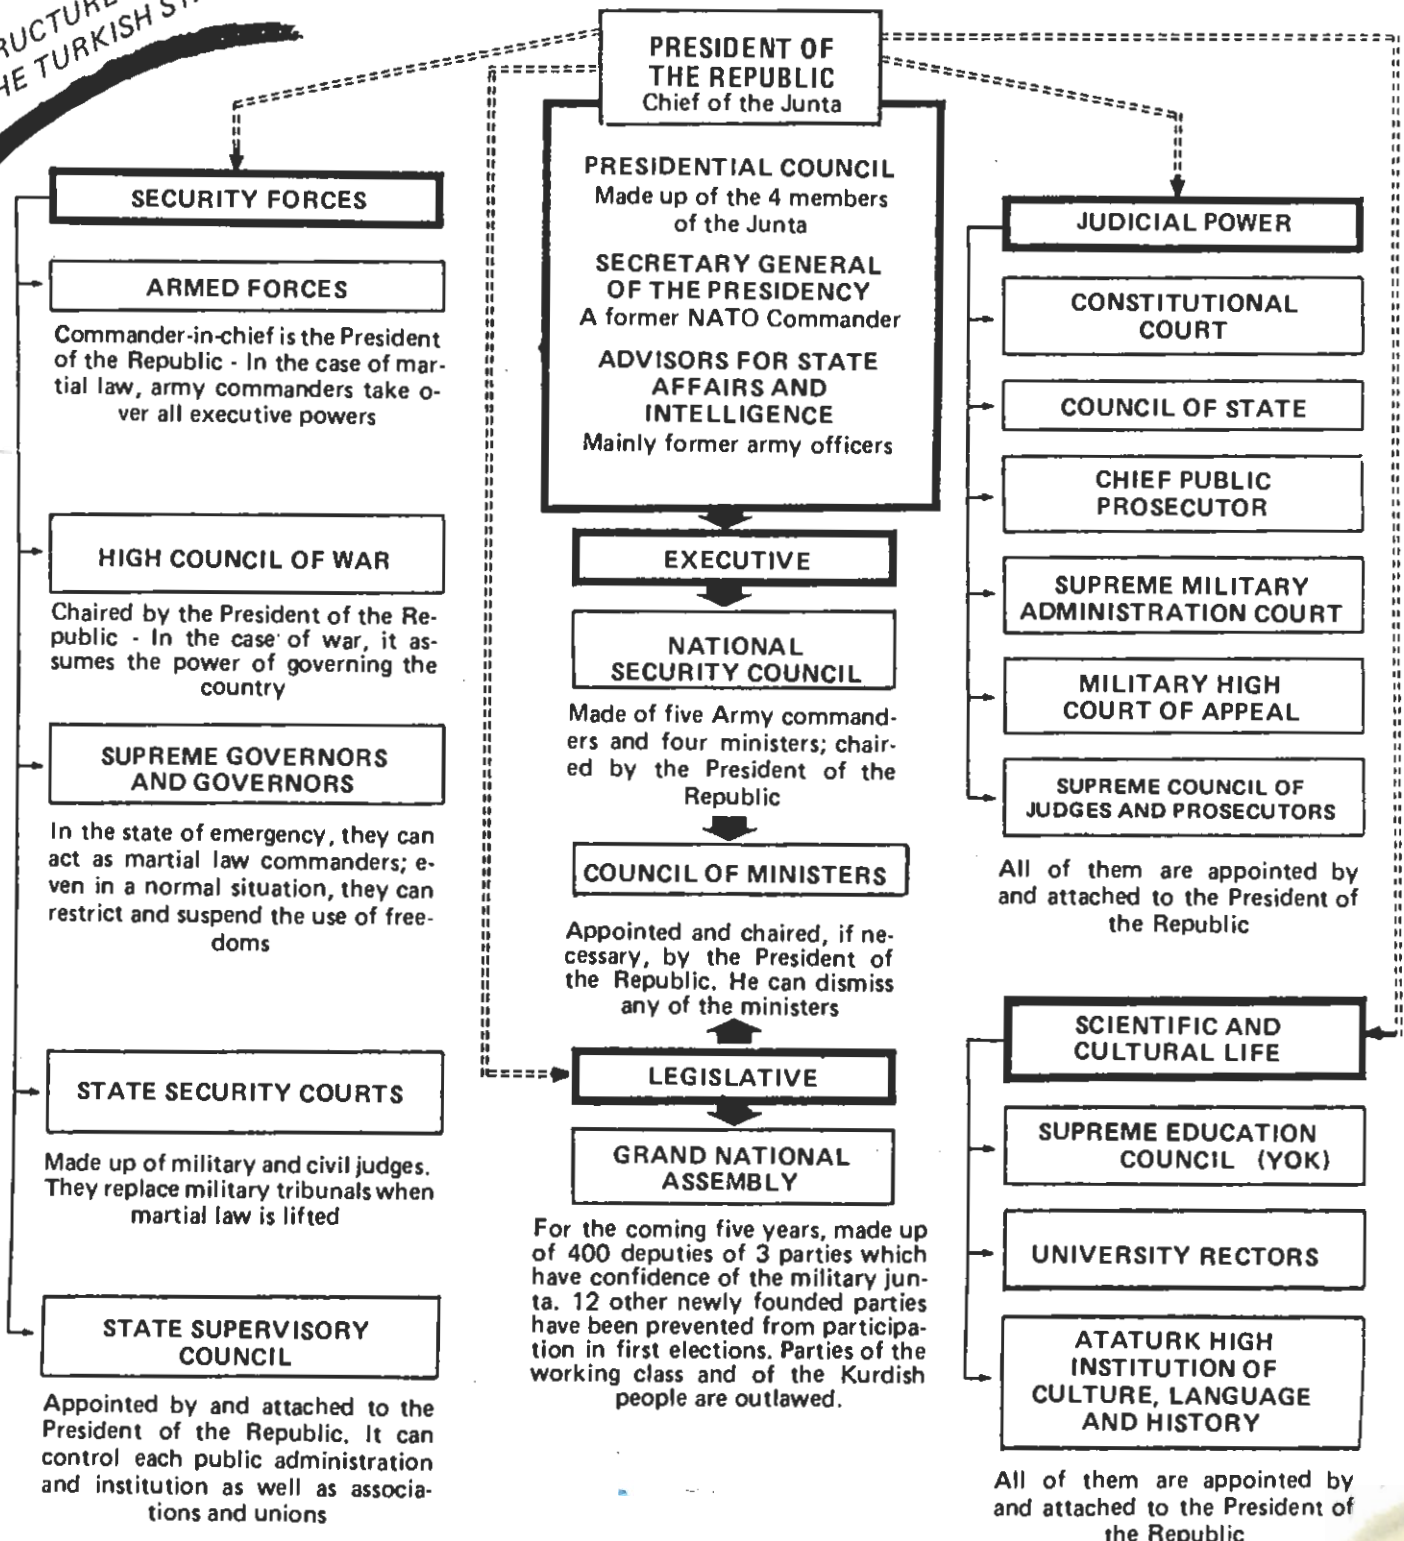 THE TURKISH
PRESIDENT OF
THE REPUBLIC
Chief of the Junta
PRESIDENTIAL COUNCIL
Made up of the 4 members
of the Junta
SECRETARY GENERAL
OF THE PRESIDENCY
A former NATO Commander
ADVISORS FOR STATE
AFFAIRS AND
INTELLIGENCE
Mainly former army officers
SECURITY FORCES
ARMED FORCES
Commander-in-chief is the President
of the Republic - In the case of mar-
tial law, army commanders take o-
ver all executive powers
HIGH COUNCIL OF WAR
Chaired by the President of the Re-
public - In the case of war, it as-
sumes the power of governing the
country
SUPREME GOVERNORS
AND GOVERNORS
In the state of emergency, they can
act as martial law commanders; e-
ven in a normal situation, they can
restrict and suspend the use of free-
doms
STATE SECURITY COURTS
Made up of military and civil judges.
They replace military tribunals when
martial law is lifted
STATE SUPERVISORY
COUNCIL
Appointed by and attached to the
President of the Republic. It can
control each public administration
and institution as well as associa-
tions and unions
EXECUTIVE
NATIONAL
SECURITY COUNCIL
Made of five Army command-
ers and four ministers; chair-
ed by the President of the
Republic
COUNCIL OF MINISTERS
Appointed and chaired, if ne-
cessary, by the President of
the Republic. He can dismiss
any of the ministers
LEGISLATIVE
GRAND NATIONAL
ASSEMBLY
For the coming five years, made up
of 400 deputies of 3 parties which
have confidence of the military jun-
ta. 12 other newly founded parties
have been prevented from participa-
tion in first elections. Parties of the
working class and of the Kurdish
people are outlawed.
JUDICIAL POWER
CONSTITUTIONAL
COURT
COUNCIL OF STATE
CHIEF PUBLIC
PROSECUTOR
SUPREME MILITARY
ADMINISTRATION COURT
MILITARY HIGH
COURT OF APPEAL
SUPREME COUNCIL OF
JUDGES AND PROSECUTORS
All of them are appointed by
and attached to the President of
the Republic
SCIENTIFIC AND
CULTURAL LIFE
SUPREME EDUCATION
COUNCIL (YOK)
UNIVERSITY RECTORS
ATATURK HIGH
INSTITUTION OF
CULTURE, LANGUAGE
AND HISTORY
All of them are appointed by
and attached to the President of
the Republic